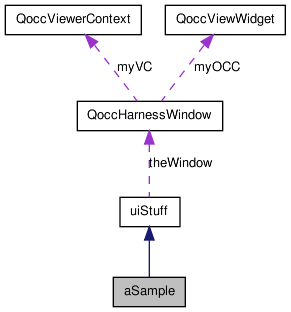 QoccViewerContext
QoccViewWidget
myVC
myOCC
QoccHarnessWindow
theWindow
uiStuff
aSample